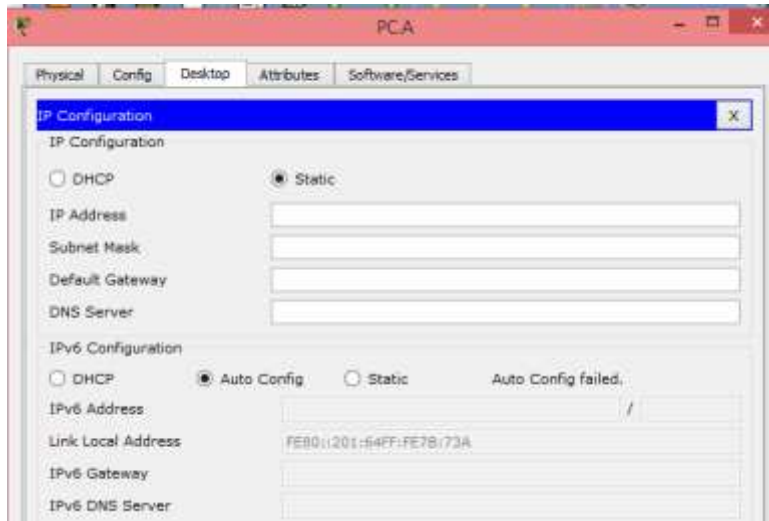 PC.A
Physical Config Desktop Attributes Software/Services
IP Configuration X
IP Configuration
DHCP Static
IP Address
Subnet Mask
Default Gateway
DNS Server
IPv6 Configuration
DHCP Auto Config Static Auto Config failed.
IPv6 Address /
Link Local Address FE80::201:64FF:FE7B:73A
IPv6 Gateway
IPv6 DNS Server